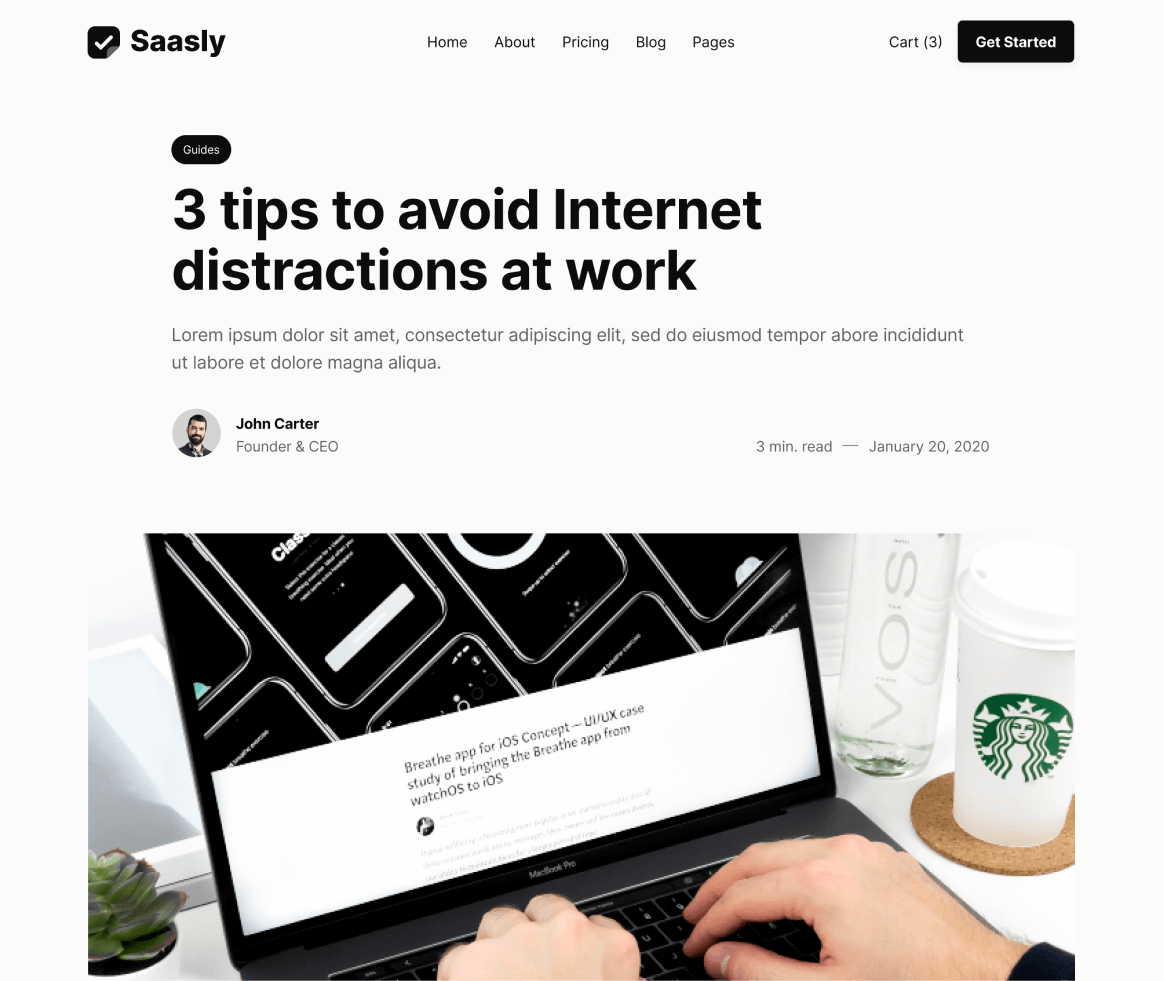 Saasly
Home
About
Pricing
Blog
Pages
Cart (3)
Get Started
Guides
3 tips to avoid Internet
distractions at work
Lorem ipsum dolor sit amet, consectetur adipiscing elit, sed do eiusmod tempor abore incididunt
ut labore et dolore magna aliqua.
John Carter
Founder & CEO
3 min. read — January 20, 2020
Breathe app for iOS Concept – UI/UX case
study of bringing the Breathe app from
watchOS to iOS
MacBook Pro
VOSS